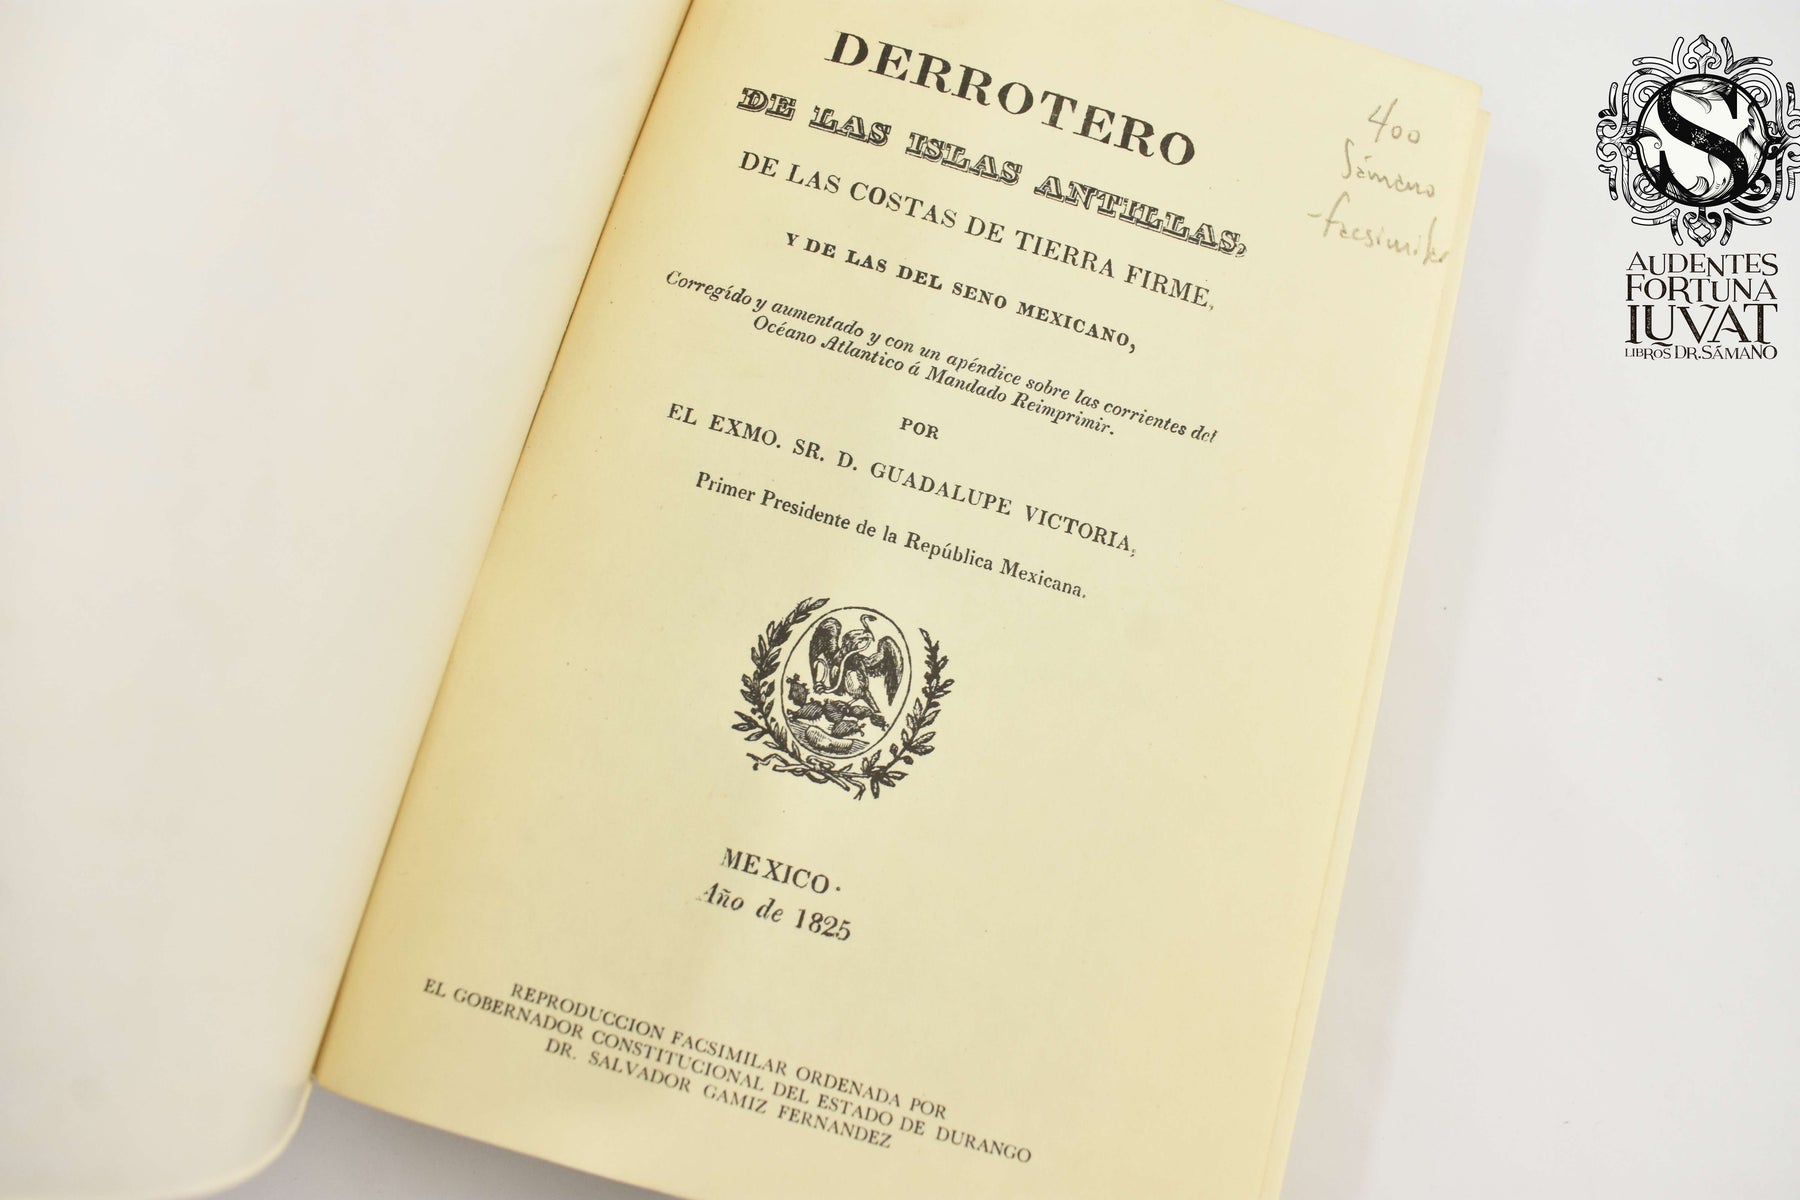 DERROTERO
DE LAS ISLAS ANTILLAS,
DE LAS COSTAS DE TIERRA FIRME,
Y DE LAS DEL SENO MEXICANO,
Corregído y aumentado y con un apéndice sobre las corrientes del
Océano Atlantico á Mandado Reimprimir.
POR
EL EXMO. SR. D. GUADALUPE VICTORIA,
Primer Presidente de la República Mexicana.
MEXICO.
Año de 1825
REPRODUCCION FACSIMILAR ORDENADA POR
EL GOBERNADOR CONSTITUCIONAL DEL ESTADO DE DURANGO
DR. SALVADOR GAMIZ FERNANDEZ
400
Sámano
-facsimilar
S
AUDENTES
FORTUNA
IUVAT
LIBROS DR. SÁMANO